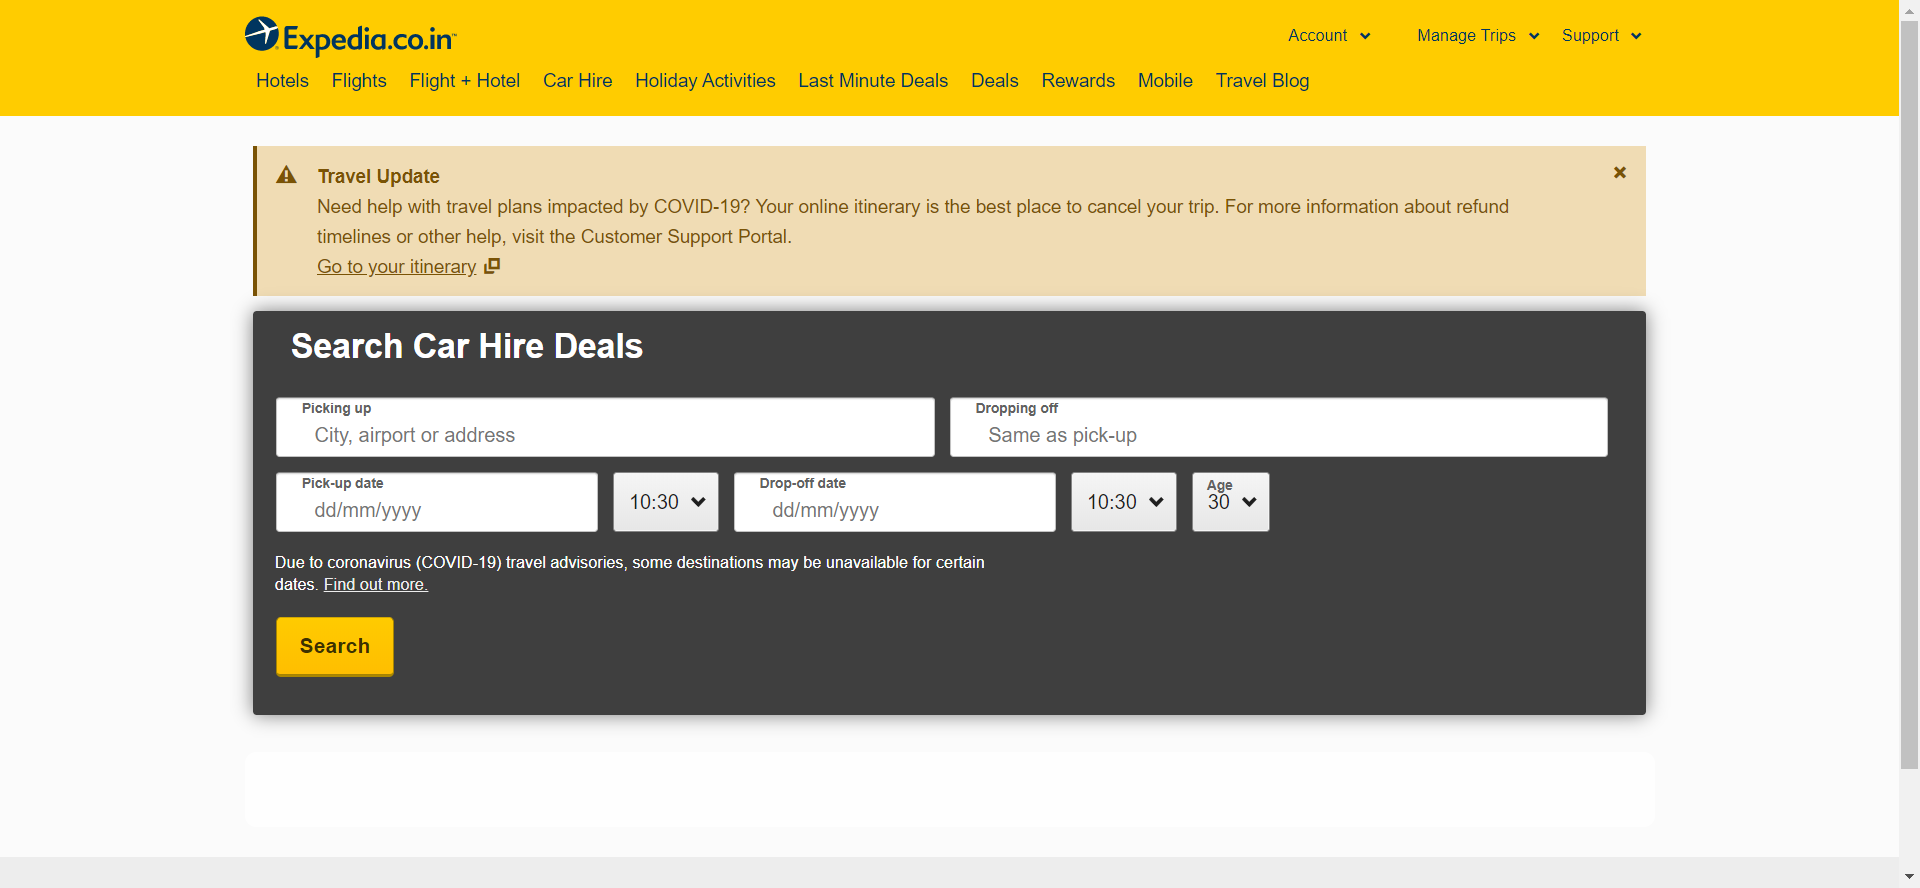 Expedia.co.in™
Account
Manage Trips
Support
Hotels
Flights
Flight + Hotel
Car Hire
Holiday Activities
Last Minute Deals
Deals
Rewards
Mobile
Travel Blog
Travel Update
Need help with travel plans impacted by COVID-19? Your online itinerary is the best place to cancel your trip. For more information about refund
timelines or other help, visit the Customer Support Portal.
Go to your itinerary
Search Car Hire Deals
Picking up
City, airport or address
Dropping off
Same as pick-up
Pick-up date
dd/mm/yyyy
10:30
Drop-off date
dd/mm/yyyy
10:30
Age
30
Due to coronavirus (COVID-19) travel advisories, some destinations may be unavailable for certain
dates. Find out more.
Search